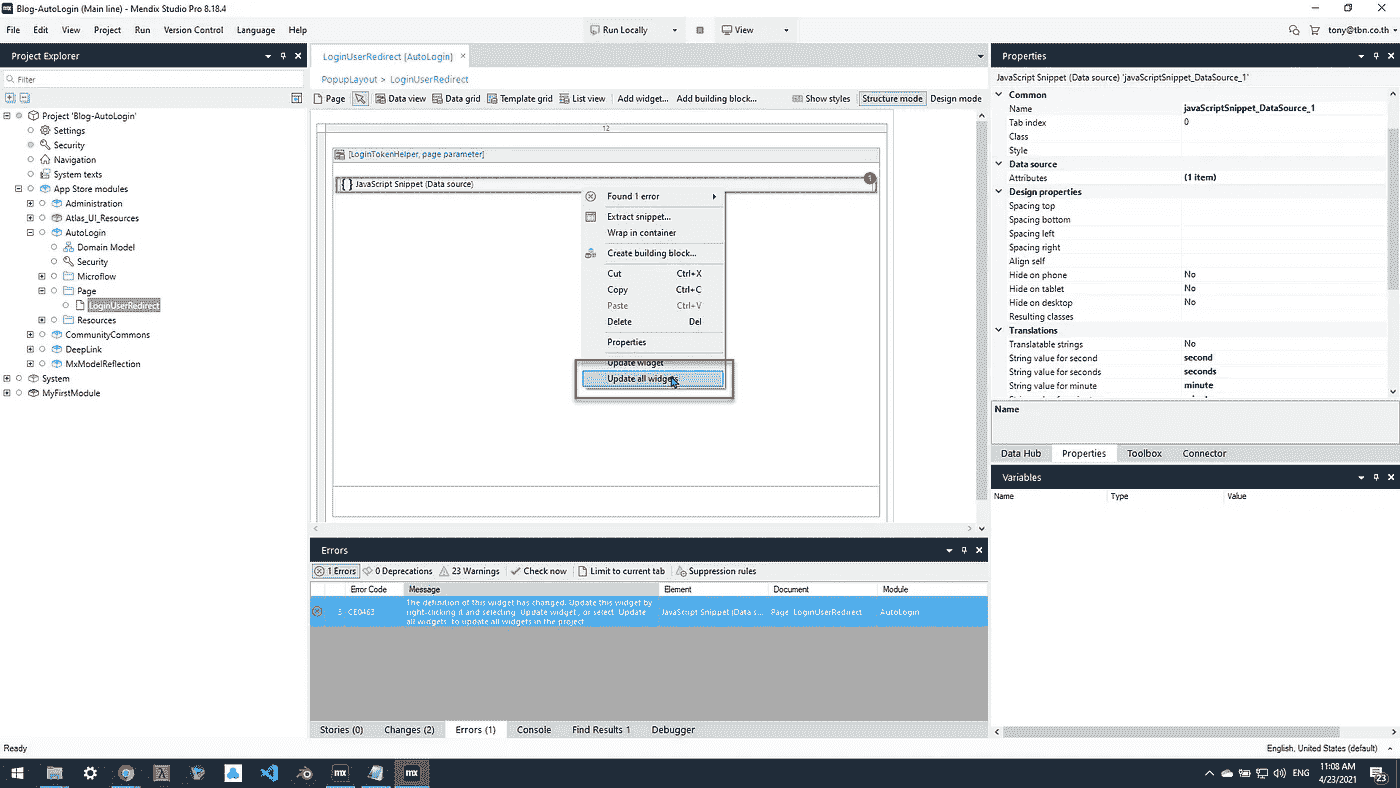 Blog-AutoLogin (Main line) - Mendix Studio Pro 8.18.4
File Edit View Project Run Version Control Language Help
Run Locally
View
tony@tbn.co.th
Project Explorer
Filter
Project 'Blog-AutoLogin'
Settings
Security
Navigation
System texts
App Store modules
Administration
Atlas_UI_Resources
AutoLogin
Domain Model
Security
Microflow
Page
LoginUserRedirect
Resources
CommunityCommons
DeepLink
MxModelReflection
System
MyFirstModule
LoginUserRedirect [AutoLogin]
PopupLayout > LoginUserRedirect
Page Data view Data grid Template grid List view Add widget... Add building block... Show styles Structure mode Design mode
12
[LoginTokenHelper, page parameter]
{ } JavaScript Snippet (Data source)
1
Found 1 error
Extract snippet...
Wrap in container
Create building block...
Cut Ctrl+X
Copy Ctrl+C
Paste Ctrl+V
Delete Del
Properties
Update widget
Update all widgets
Errors
1 Errors 0 Deprecations 23 Warnings Check now Limit to current tab Suppression rules
Error Code Message Element Document Module
3 CE0463 The definition of this widget has changed. Update this widget by
right-clicking it and selecting 'Update widget', or select 'Update
all widgets' to update all widgets in the project.
JavaScript Snippet (Data s... Page 'LoginUserRedirect' AutoLogin
Stories (0) Changes (2) Errors (1) Console Find Results 1 Debugger
Properties
JavaScript Snippet (Data source) 'javaScriptSnippet_DataSource_1'
Common
Name javaScriptSnippet_DataSource_1
Tab index 0
Class
Style
Data source
Attributes (1 item)
Design properties
Spacing top
Spacing bottom
Spacing left
Spacing right
Align self
Hide on phone No
Hide on tablet No
Hide on desktop No
Resulting classes
Translations
Translatable strings No
String value for second second
String value for seconds seconds
String value for minute minute
Name
Data Hub Properties Toolbox Connector
Variables
Name Type Value
Ready
English, United States (default)
mx
mx
ENG
11:08 AM
4/23/2021
23